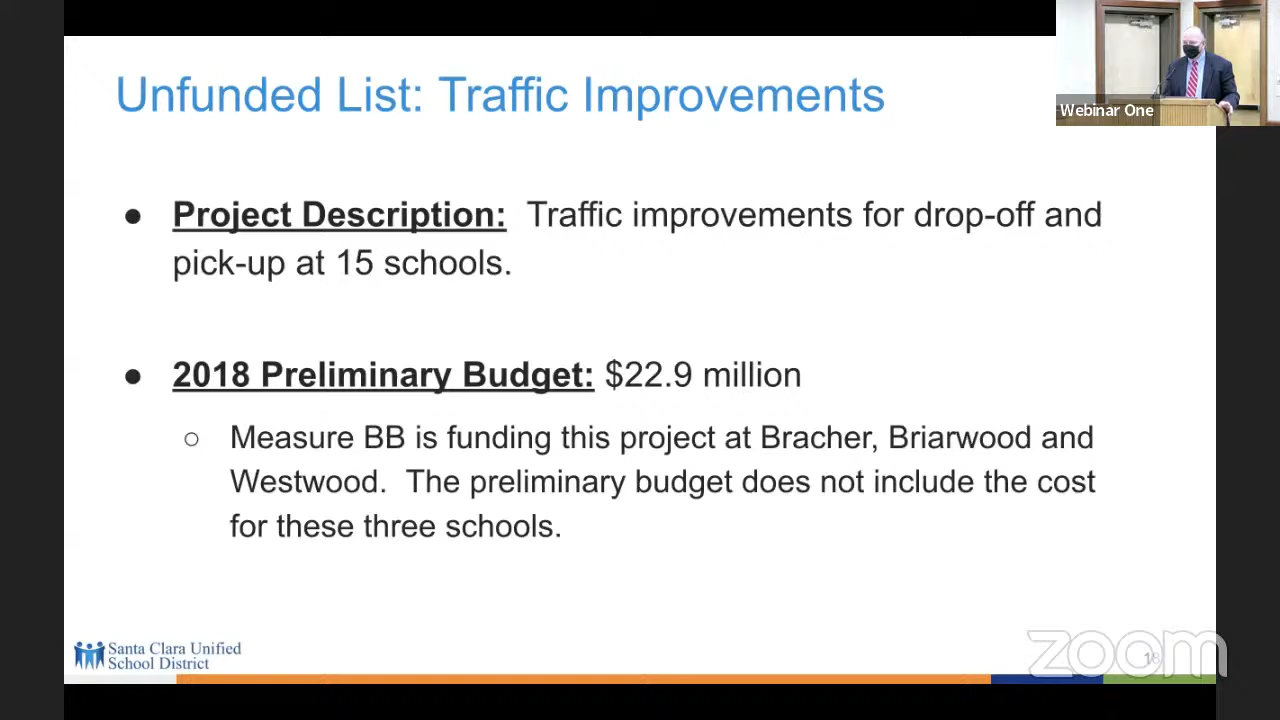 Unfunded List: Traffic Improvements
Webinar One
● Project Description: Traffic improvements for drop-off and
pick-up at 15 schools.
● 2018 Preliminary Budget: $22.9 million
○ Measure BB is funding this project at Bracher, Briarwood and
Westwood. The preliminary budget does not include the cost
for these three schools.
Santa Clara Unified
School District
18
zoom